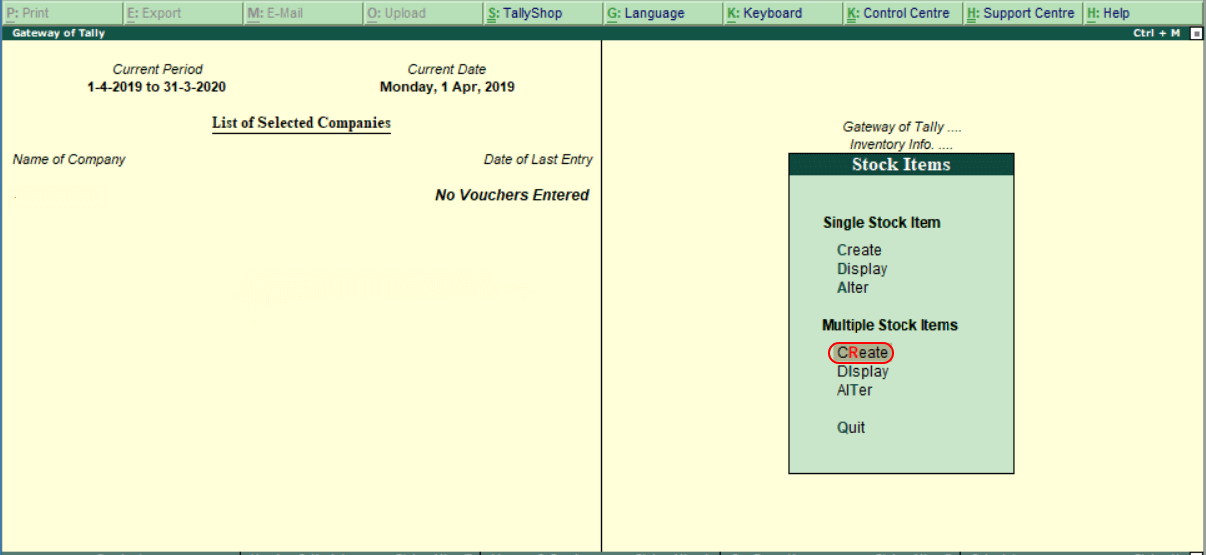 P: Print E: Export M: E-Mail O: Upload S: TallyShop G: Language K: Keyboard K: Control Centre H: Support Centre H: Help
Gateway of Tally Ctrl + M
Current Period Current Date
1-4-2019 to 31-3-2020 Monday, 1 Apr, 2019
List of Selected Companies
Name of Company Date of Last Entry
No Vouchers Entered
Gateway of Tally ....
Inventory Info. ....
Stock Items
Single Stock Item
Create
Display
Alter
Multiple Stock Items
CReate
DIsplay
AlTer
Quit